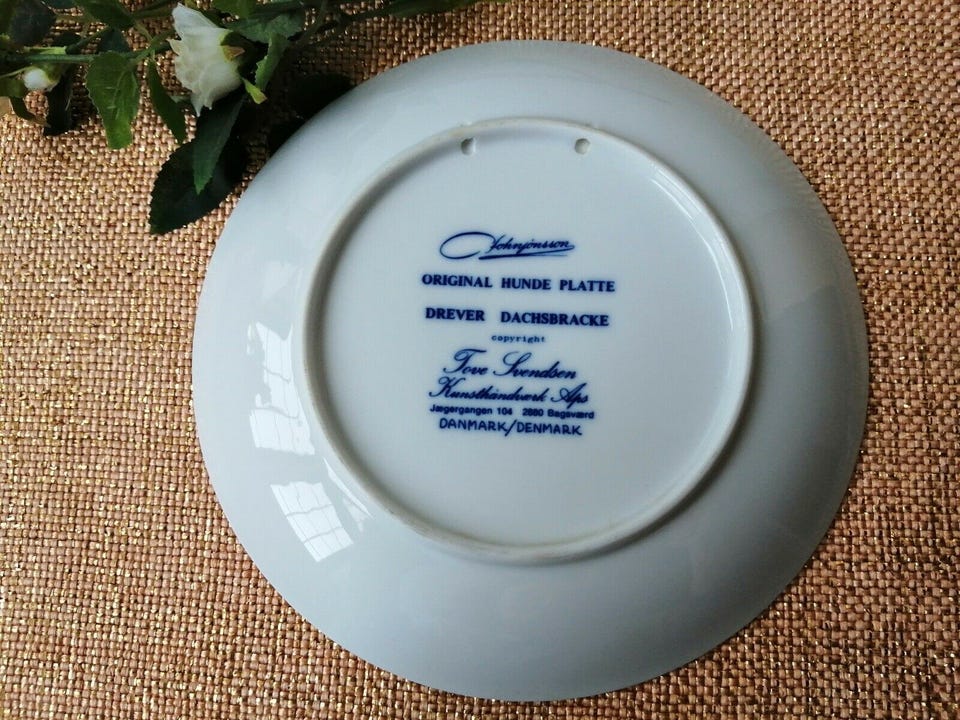 Johnjönsson
ORIGINAL HUNDE PLATTE
DREVER DACHSBRACKE
copyright
Tove Svendsen
Kunsthåndværk Aps
Jægergangen 104 2880 Bagsværd
DANMARK/DENMARK